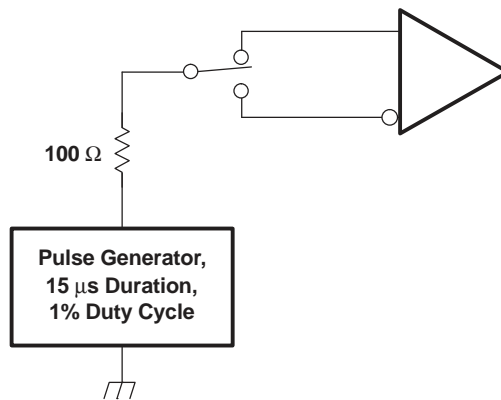 100 Ω
Pulse Generator,
15 μs Duration,
1% Duty Cycle